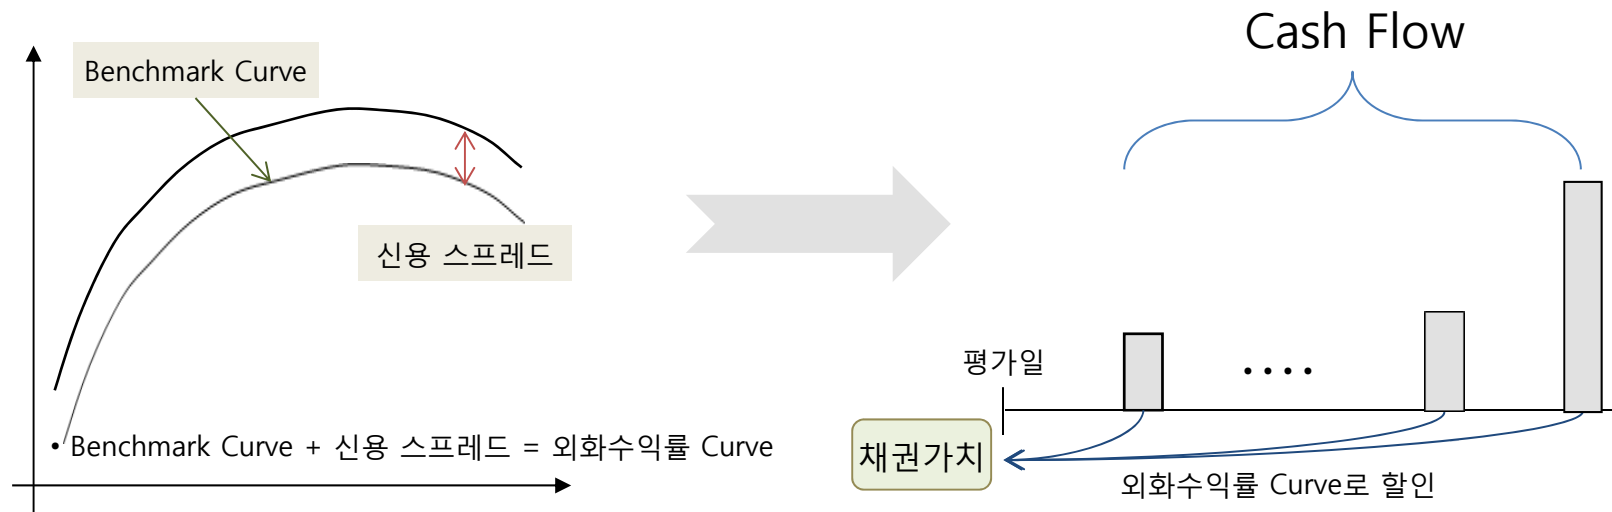 Benchmark Curve
신용 스프레드
• Benchmark Curve + 신용 스프레드 = 외화수익률 Curve
Cash Flow
평가일
....
채권가치
외화수익률 Curve로 할인